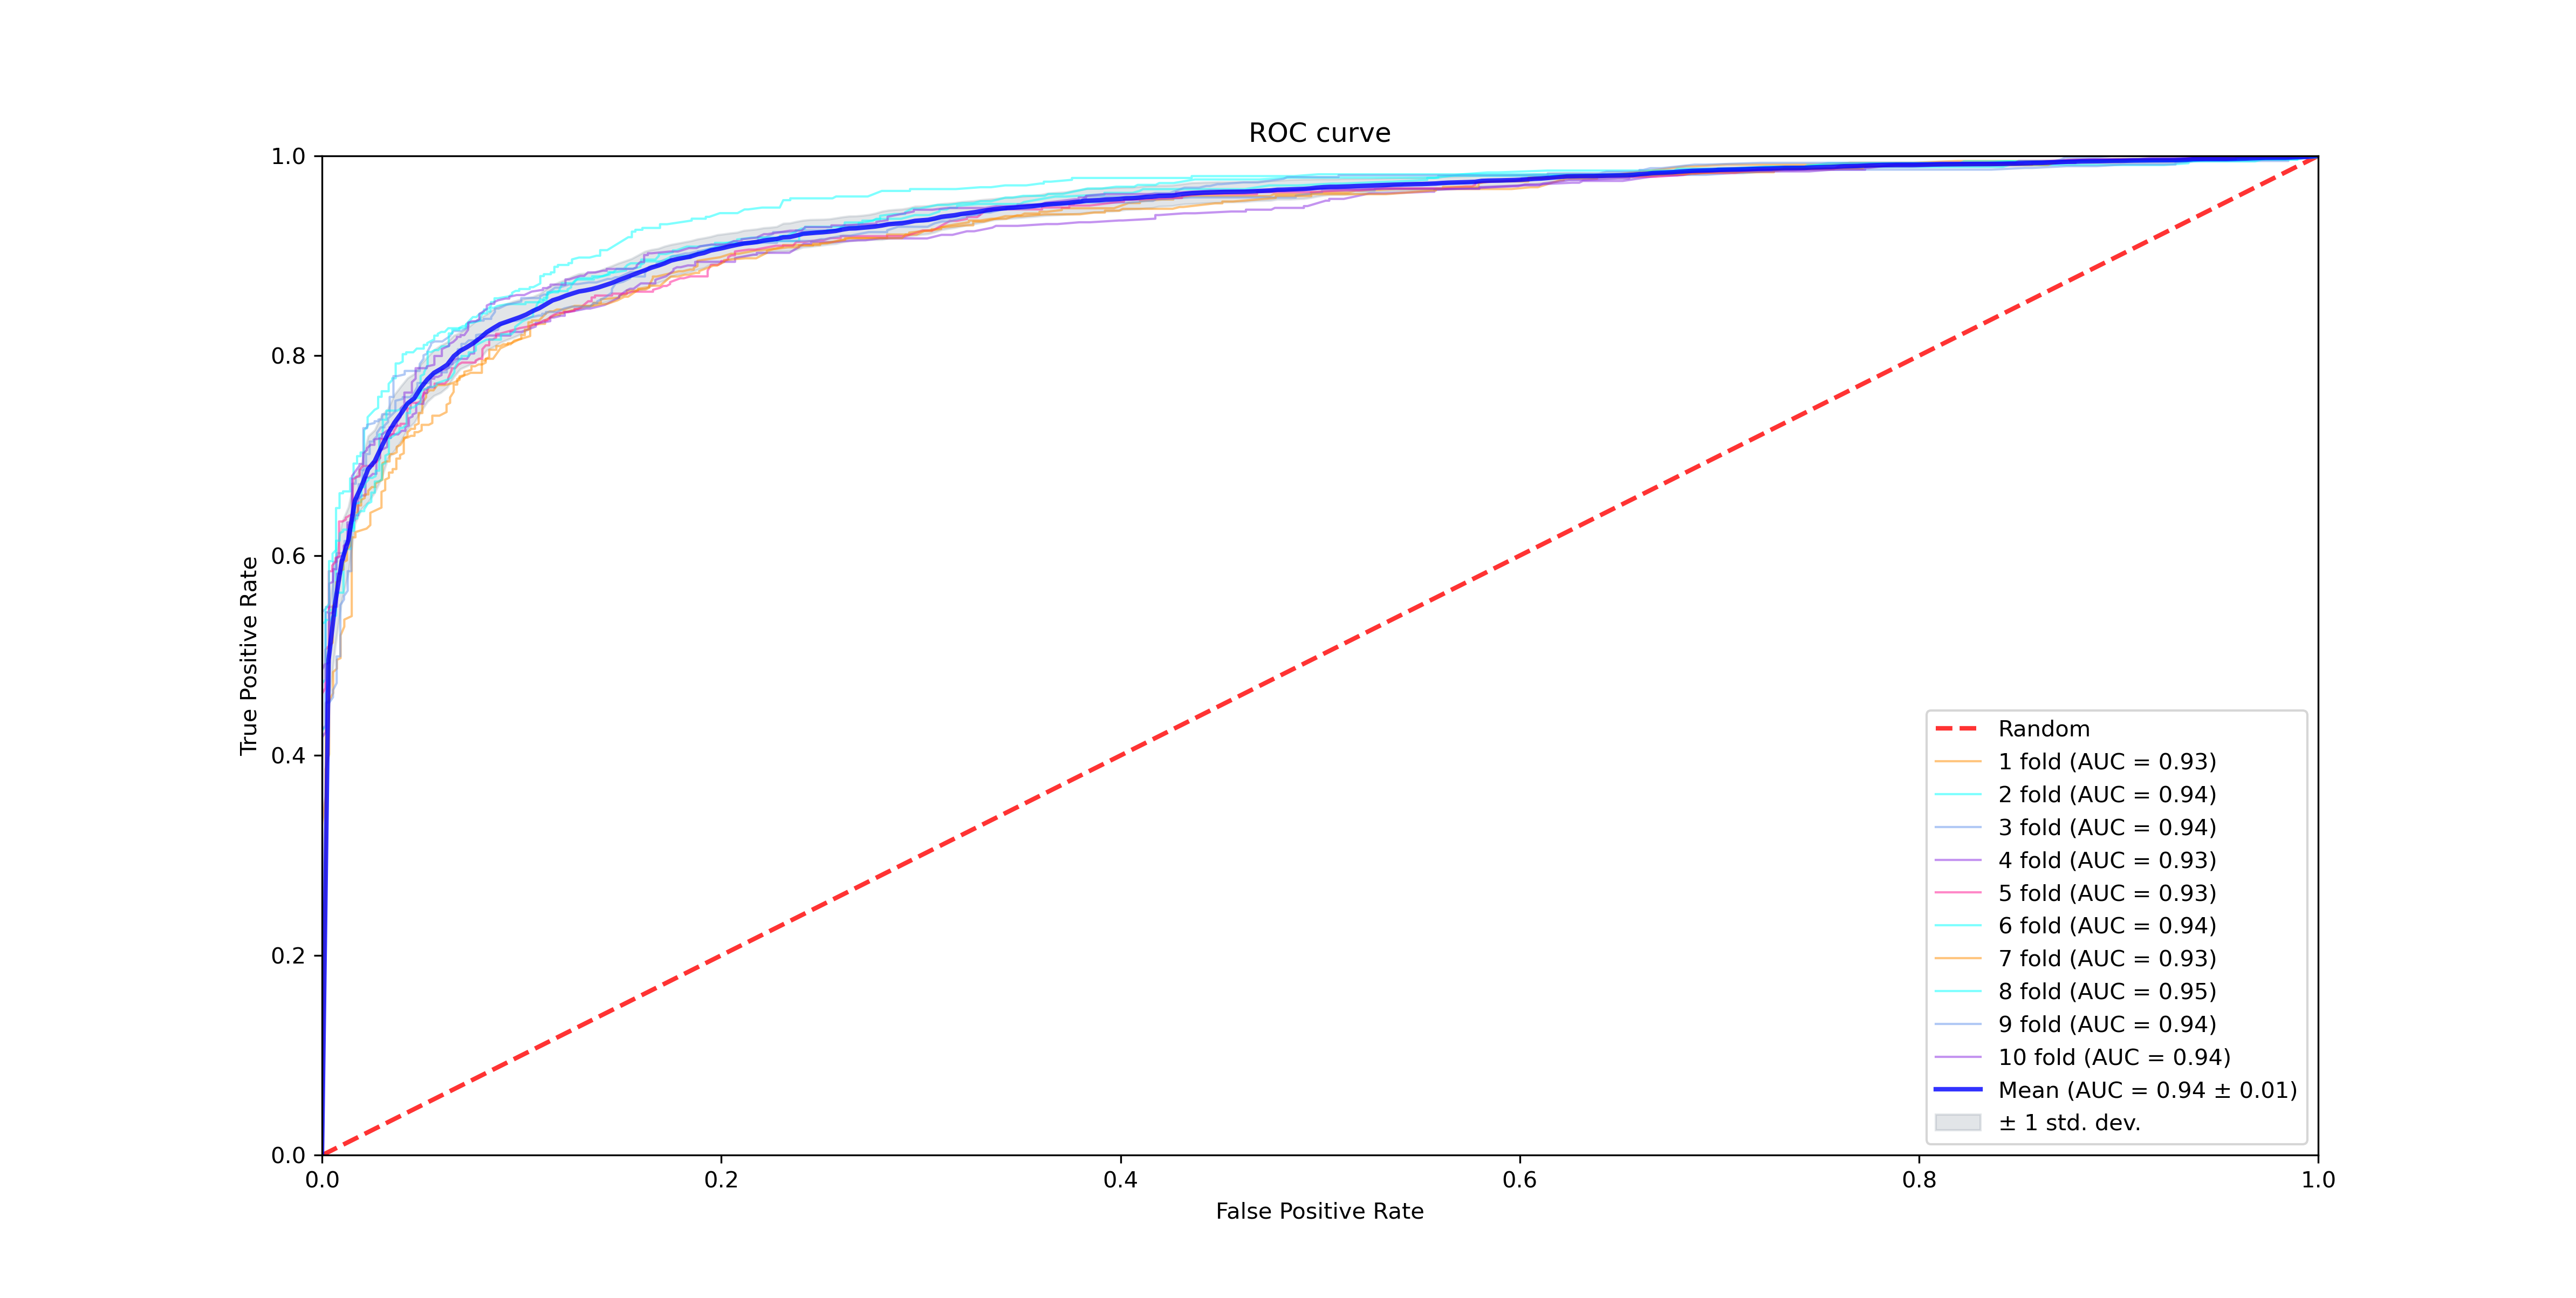 ROC curve
1.0
0.8
0.6
0.4
0.2
0.0
True Positive Rate
0.0 0.2 0.4 0.6 0.8 1.0
False Positive Rate
Random
1 fold (AUC = 0.93)
2 fold (AUC = 0.94)
3 fold (AUC = 0.94)
4 fold (AUC = 0.93)
5 fold (AUC = 0.93)
6 fold (AUC = 0.94)
7 fold (AUC = 0.93)
8 fold (AUC = 0.95)
9 fold (AUC = 0.94)
10 fold (AUC = 0.94)
Mean (AUC = 0.94 ± 0.01)
± 1 std. dev.